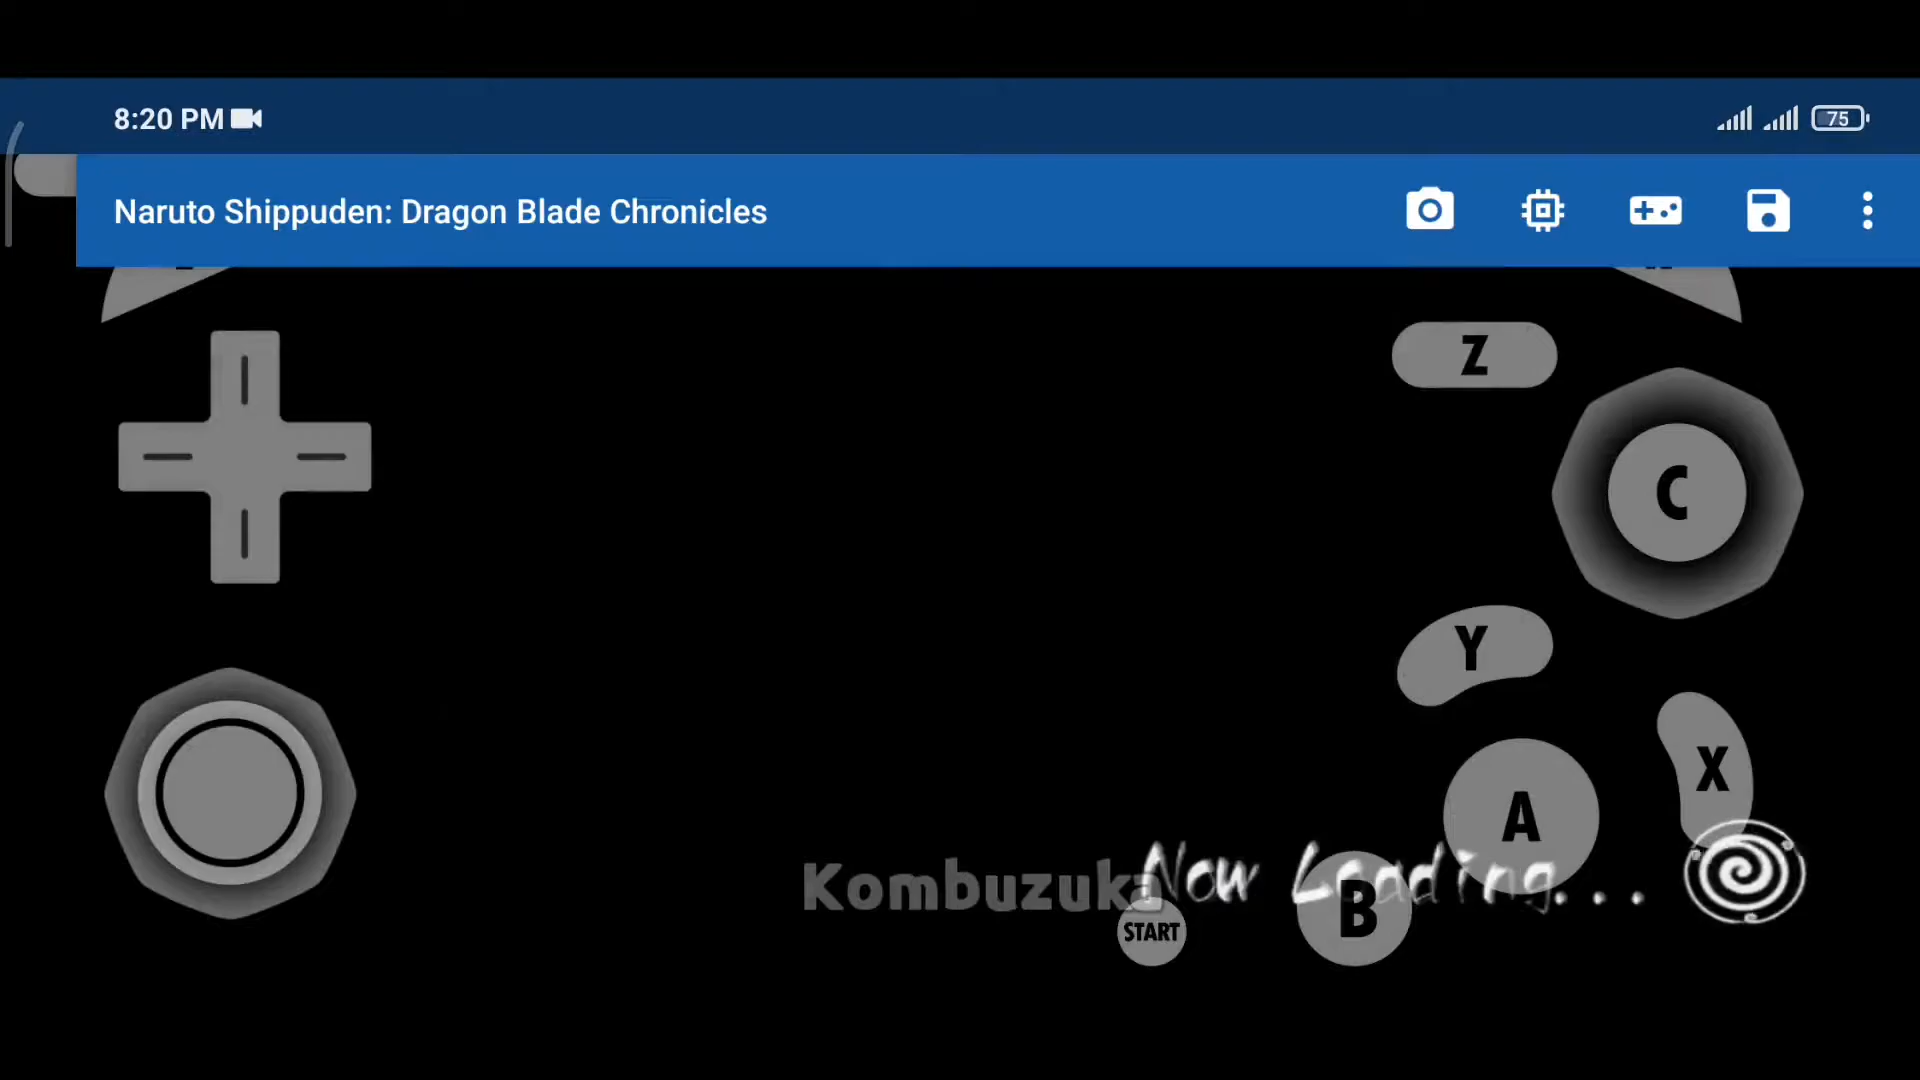 8:20 PM
75
Naruto Shippuden: Dragon Blade Chronicles
Z
C
Y
X
A
Kombuzuka
Now Loading...
B
START